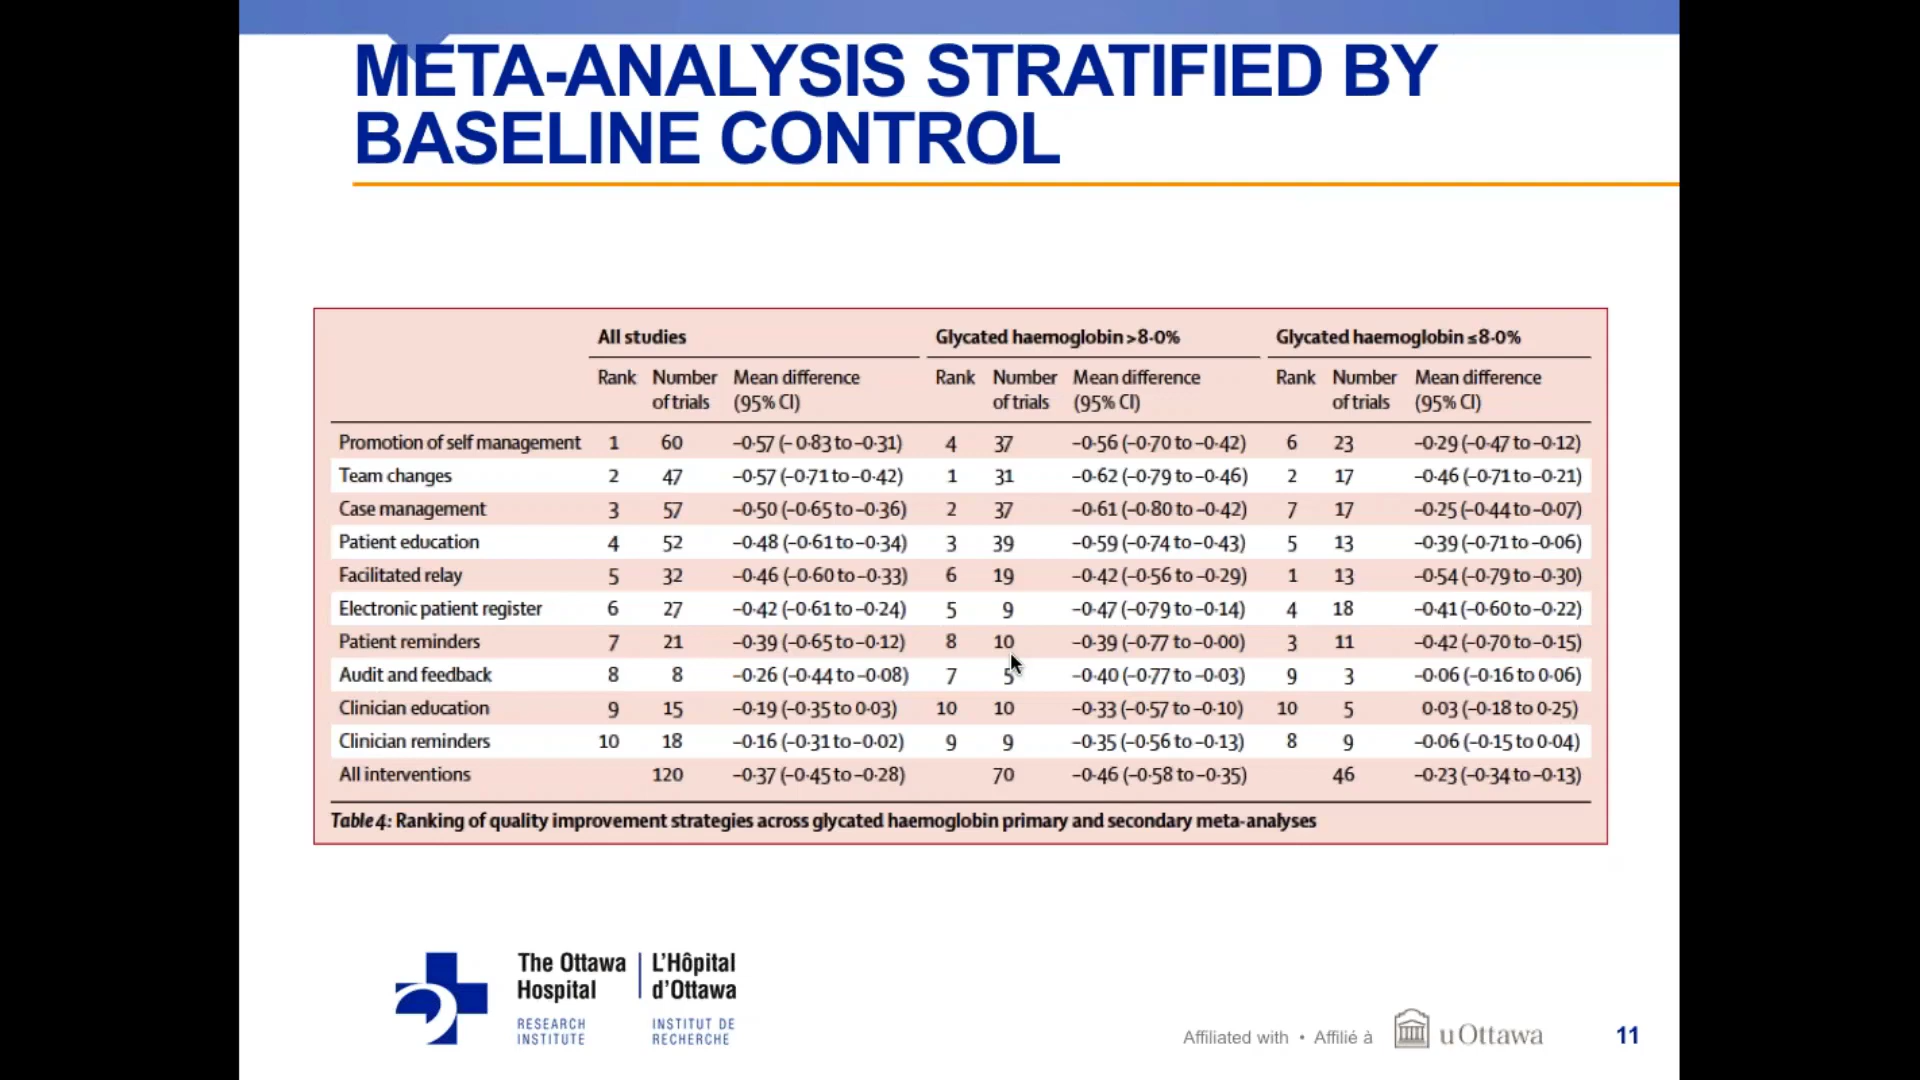 META-ANALYSIS STRATIFIED BY
BASELINE CONTROL
All studies Glycated haemoglobin >8·0% Glycated haemoglobin ≤8·0%
Rank Number of trials Mean difference (95% CI) Rank Number of trials Mean difference (95% CI) Rank Number of trials Mean difference (95% CI)
Promotion of self management 1 60 –0·57 (– 0·83 to –0·31) 4 37 –0·56 (–0·70 to –0·42) 6 23 –0·29 (–0·47 to –0·12)
Team changes 2 47 –0·57 (–0·71 to –0·42) 1 31 –0·62 (–0·79 to –0·46) 2 17 –0·46 (–0·71 to –0·21)
Case management 3 57 –0·50 (–0·65 to –0·36) 2 37 –0·61 (–0·80 to –0·42) 7 17 –0·25 (–0·44 to –0·07)
Patient education 4 52 –0·48 (–0·61 to –0·34) 3 39 –0·59 (–0·74 to –0·43) 5 13 –0·39 (–0·71 to –0·06)
Facilitated relay 5 32 –0·46 (–0·60 to –0·33) 6 19 –0·42 (–0·56 to –0·29) 1 13 –0·54 (–0·79 to –0·30)
Electronic patient register 6 27 –0·42 (–0·61 to –0·24) 5 9 –0·47 (–0·79 to –0·14) 4 18 –0·41 (–0·60 to –0·22)
Patient reminders 7 21 –0·39 (–0·65 to –0·12) 8 10 –0·39 (–0·77 to –0·00) 3 11 –0·42 (–0·70 to –0·15)
Audit and feedback 8 8 –0·26 (–0·44 to –0·08) 7 5 –0·40 (–0·77 to –0·03) 9 3 –0·06 (–0·16 to 0·06)
Clinician education 9 15 –0·19 (–0·35 to 0·03) 10 10 –0·33 (–0·57 to –0·10) 10 5 0·03 (–0·18 to 0·25)
Clinician reminders 10 18 –0·16 (–0·31 to –0·02) 9 9 –0·35 (–0·56 to –0·13) 8 9 –0·06 (–0·15 to 0·04)
All interventions 120 –0·37 (–0·45 to –0·28) 70 –0·46 (–0·58 to –0·35) 46 –0·23 (–0·34 to –0·13)
Table 4: Ranking of quality improvement strategies across glycated haemoglobin primary and secondary meta-analyses
The Ottawa L'Hôpital
Hospital d'Ottawa
RESEARCH INSTITUT DE
INSTITUTE RECHERCHE
Affiliated with • Affilié à uOttawa
11